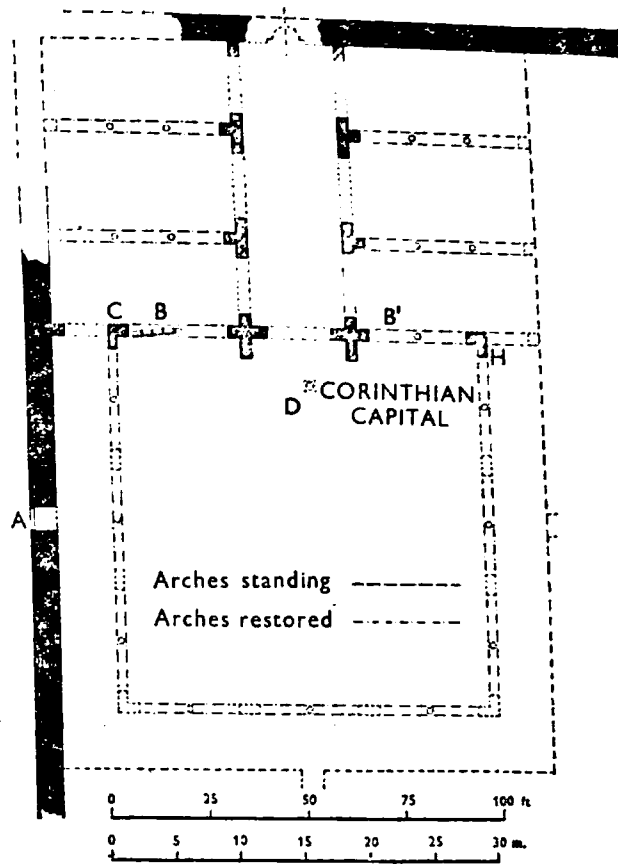 C B B'
H
D CORINTHIAN
CAPITAL
A
Arches standing
Arches restored
0 25 50 75 100 ft
0 5 10 15 20 25 30 m.